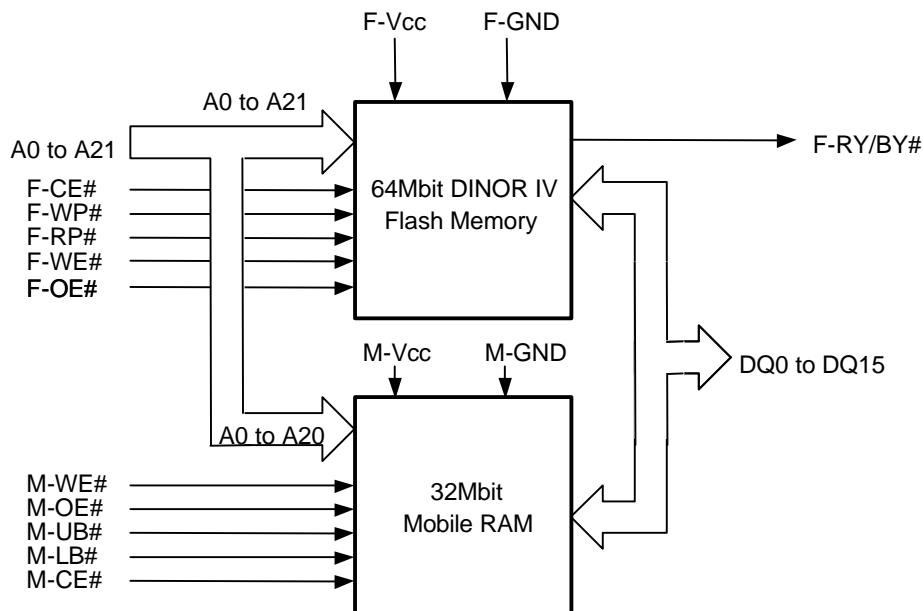 F-Vcc
F-GND
A0 to A21
A0 to A21
F-RY/BY#
F-CE#
F-WP#
F-RP#
F-WE#
F-OE#
64Mbit DINOR IV
Flash Memory
M-Vcc
M-GND
DQ0 to DQ15
A0 to A20
M-WE#
M-OE#
M-UB#
M-LB#
M-CE#
32Mbit
Mobile RAM